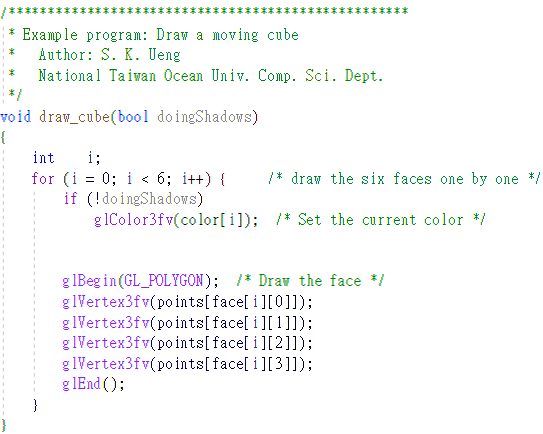 /****************************************************
 * Example program: Draw a moving cube
 *   Author: S. K. Ueng
 *   National Taiwan Ocean Univ. Comp. Sci. Dept.
 */
void draw_cube(bool doingShadows)
{
    int    i;
    for (i = 0; i < 6; i++) {     /* draw the six faces one by one */
        if (!doingShadows)
            glColor3fv(color[i]);  /* Set the current color */

        glBegin(GL_POLYGON);  /* Draw the face */
        glVertex3fv(points[face[i][0]]);
        glVertex3fv(points[face[i][1]]);
        glVertex3fv(points[face[i][2]]);
        glVertex3fv(points[face[i][3]]);
        glEnd();
    }
}